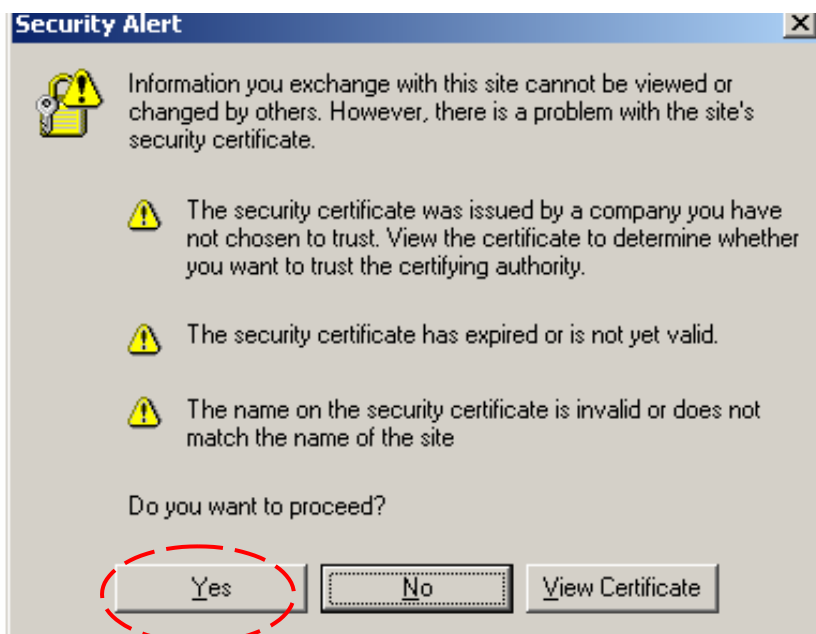 Security Alert
Information you exchange with this site cannot be viewed or
changed by others. However, there is a problem with the site's
security certificate.
The security certificate was issued by a company you have
not chosen to trust. View the certificate to determine whether
you want to trust the certifying authority.
The security certificate has expired or is not yet valid.
The name on the security certificate is invalid or does not
match the name of the site
Do you want to proceed?
Yes No View Certificate